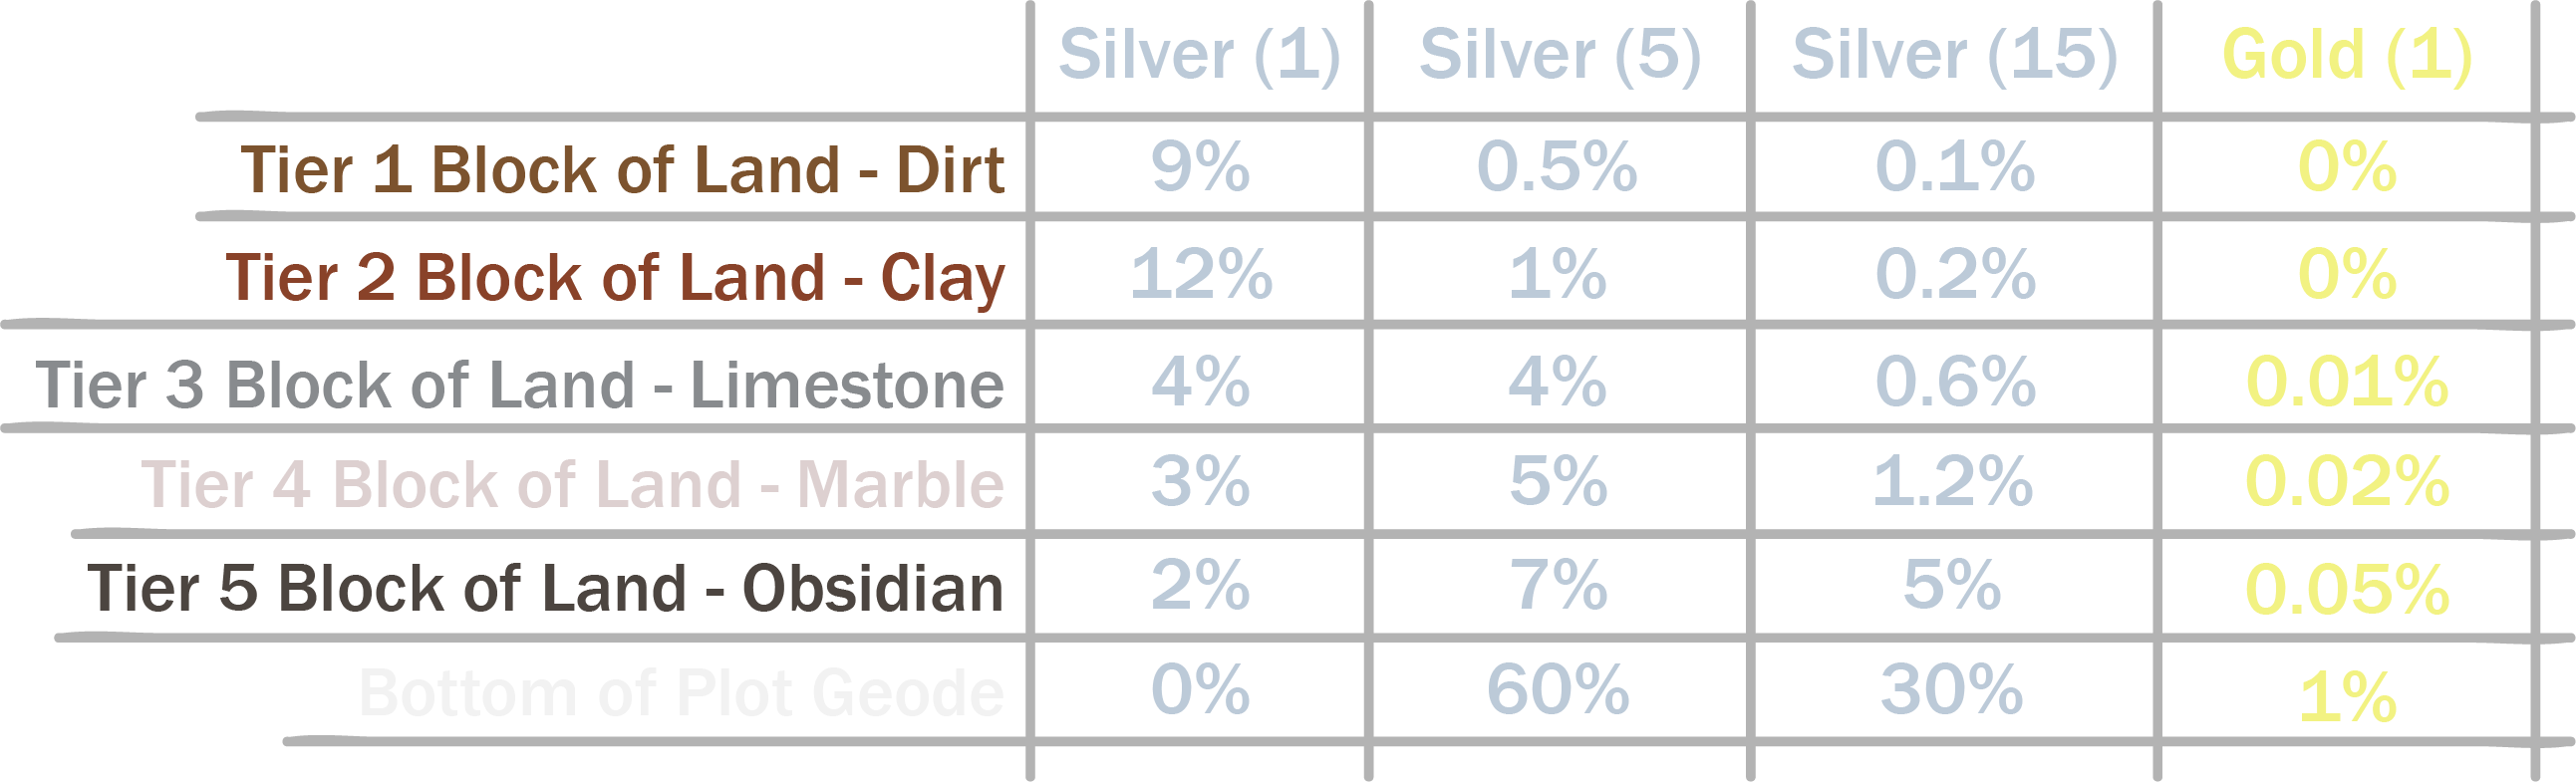 Silver (1) Silver (5) Silver (15) Gold (1)
Tier 1 Block of Land - Dirt 9% 0.5% 0.1% 0%
Tier 2 Block of Land - Clay 12% 1% 0.2% 0%
Tier 3 Block of Land - Limestone 4% 4% 0.6% 0.01%
Tier 4 Block of Land - Marble 3% 5% 1.2% 0.02%
Tier 5 Block of Land - Obsidian 2% 7% 5% 0.05%
Bottom of Plot Geode 0% 60% 30% 1%